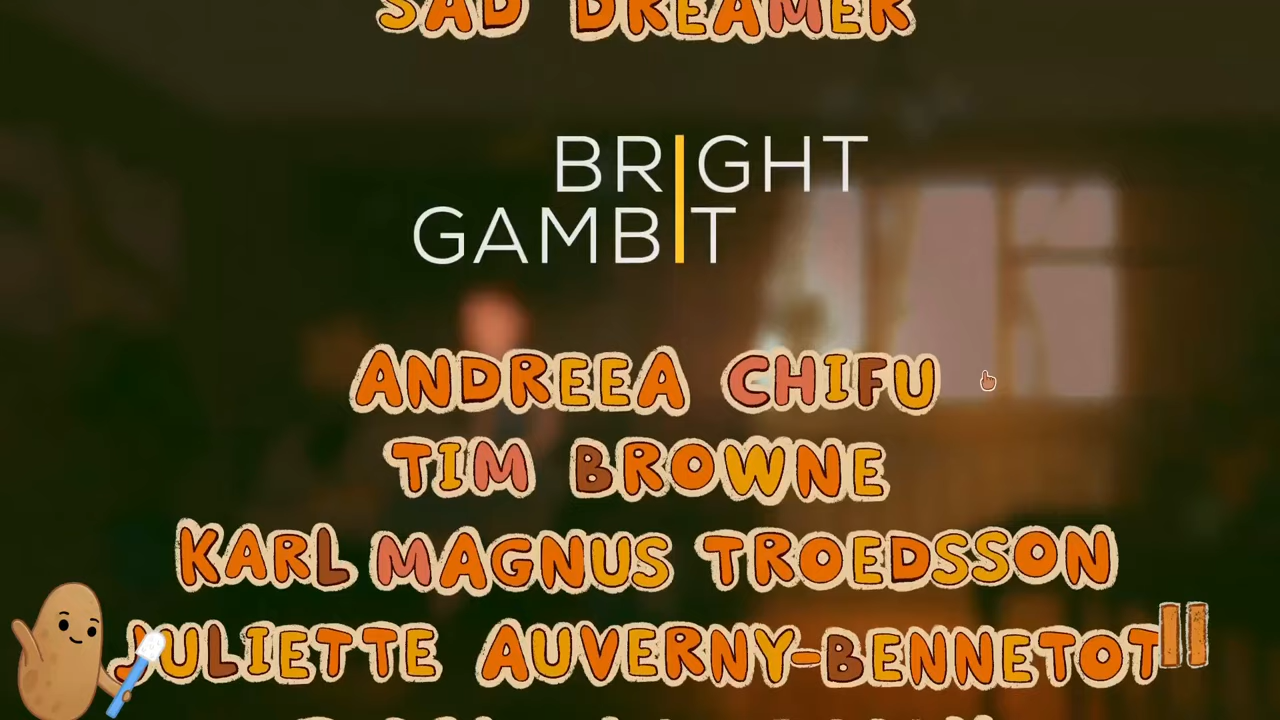 SAD DREAMER
BRIGHT
GAMBIT
ANDREEA CHIFU
TIM BROWNE
KARL MAGNUS TROEDSSON
JULIETTE AUVERNY-BENNETOT